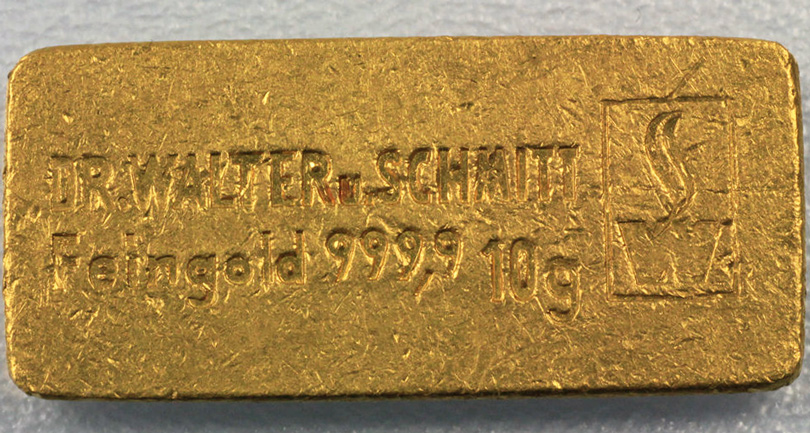 DR. WALTER u. SCHMITT
Feingold 999,9 10g